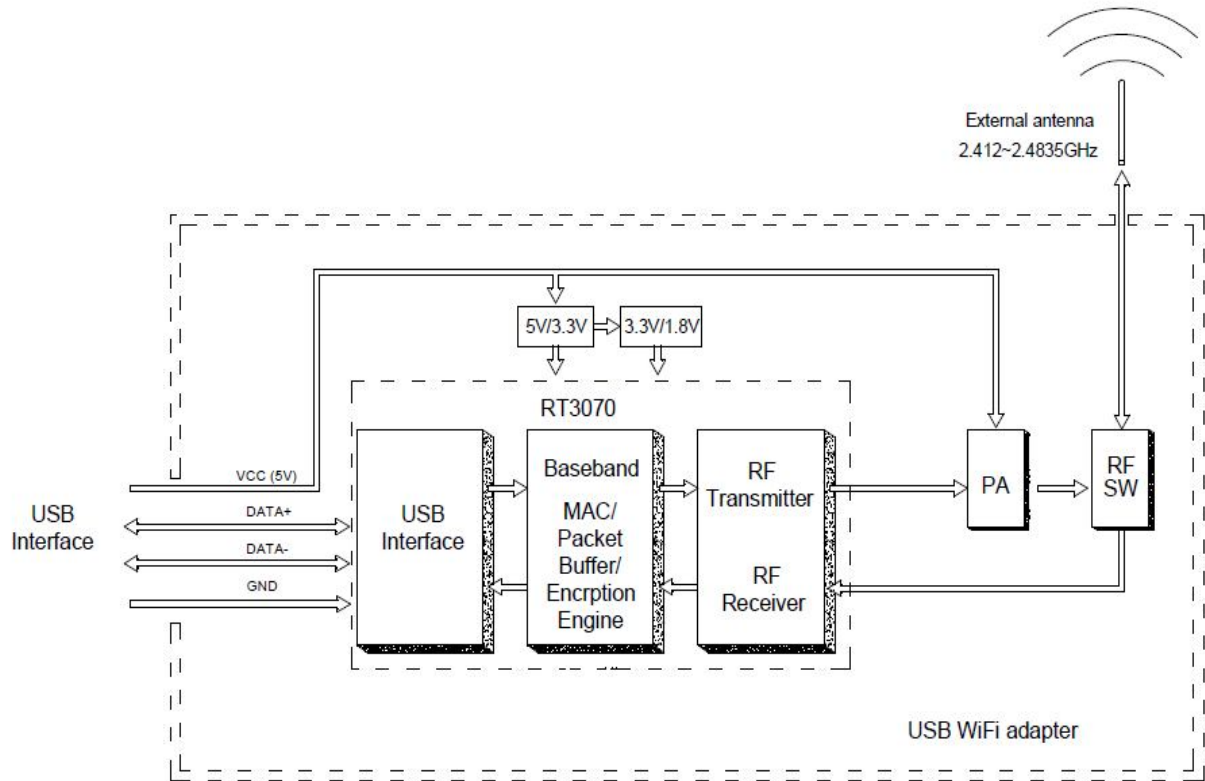 External antenna
2.412~2.4835GHz
5V/3.3V
3.3V/1.8V
RT3070
VCC (5V)
DATA+
DATA-
GND
USB
Interface
USB
Interface
Baseband
MAC/
Packet
Buffer/
Encrption
Engine
RF
Transmitter
RF
Receiver
PA
RF
SW
USB WiFi adapter